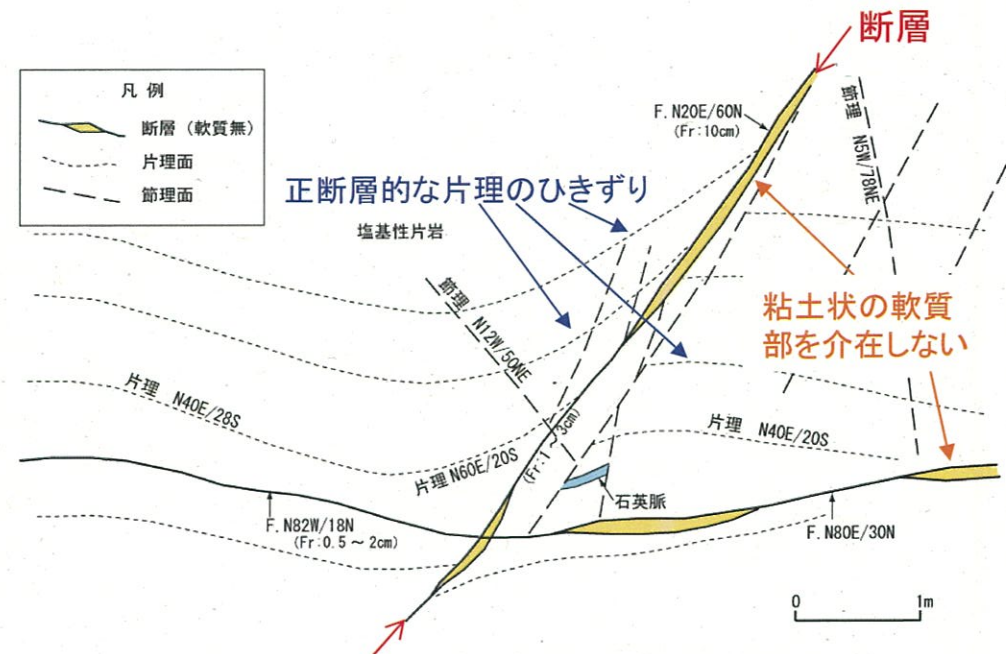 断層
凡 例
断層 (軟質無)
片理面
節理面
F. N20E/60N
(Fr:10cm)
節理 N5W/78NE
正断層的な片理のひきずり
塩基性片岩
節理 N12W/50NE
粘土状の軟質
部を介在しない
片理 N40E/28S
片理 N60E/20S
(Fr:1～3cm)
片理 N40E/20S
石英脈
F. N82W/18N
(Fr:0.5～2cm)
F. N80E/30N
0 1m